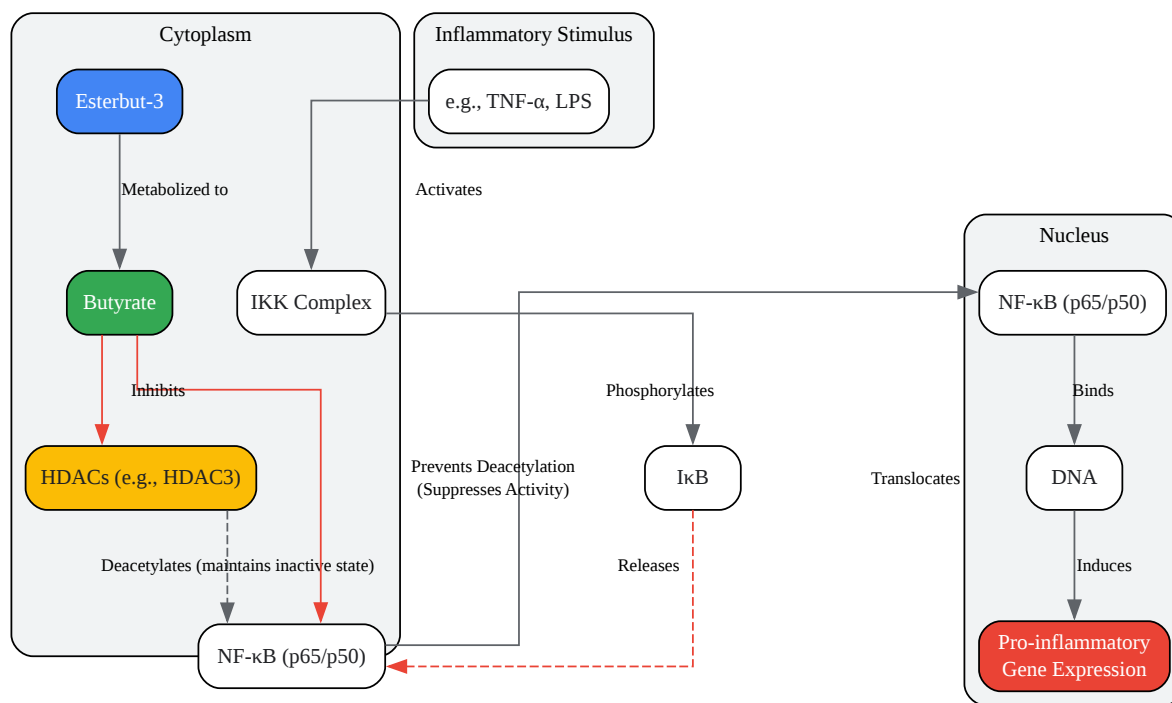 Cytoplasm
Inflammatory Stimulus
Esterbut-3
e.g., TNF-α, LPS
Metabolized to
Activates
Nucleus
Butyrate
IKK Complex
NF-κB (p65/p50)
Inhibits
Phosphorylates
Binds
HDACs (e.g., HDAC3)
Prevents Deacetylation
(Suppresses Activity)
IκB
Translocates
DNA
Deacetylates (maintains inactive state)
Releases
Induces
NF-κB (p65/p50)
Pro-inflammatory
Gene Expression